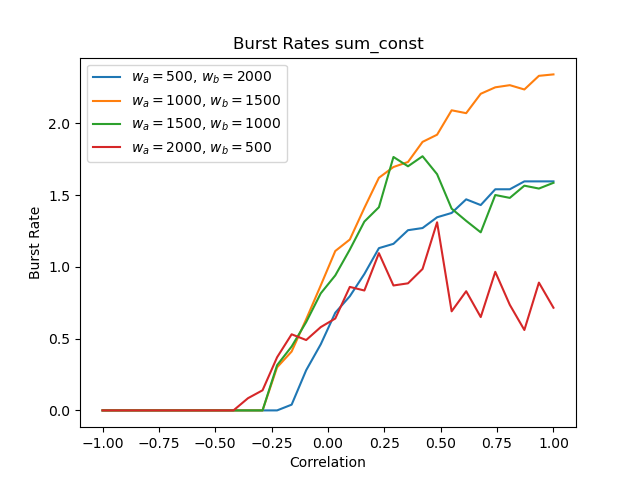 Burst Rates sum_const
w_a = 500, w_b = 2000
w_a = 1000, w_b = 1500
w_a = 1500, w_b = 1000
w_a = 2000, w_b = 500
Burst Rate
2.0
1.5
1.0
0.5
0.0
−1.00 −0.75 −0.50 −0.25 0.00 0.25 0.50 0.75 1.00
Correlation